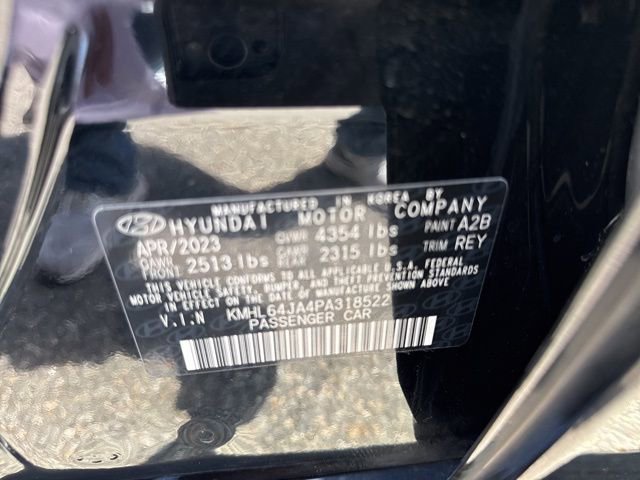 MANUFACTURED IN KOREA BY
HYUNDAI MOTOR COMPANY
APR/2023 GVWR 4354 lbs PAINT A2B
GAWR FRONT 2513 lbs GAWR REAR 2315 lbs TRIM REY
THIS VEHICLE CONFORMS TO ALL APPLICABLE U.S.A. FEDERAL
MOTOR VEHICLE SAFETY, BUMPER, AND THEFT PREVENTION STANDARDS
IN EFFECT ON THE DATE OF MANUFACTURE SHOWN ABOVE.
V.I.N KMHL64JA4PA318522
PASSENGER CAR